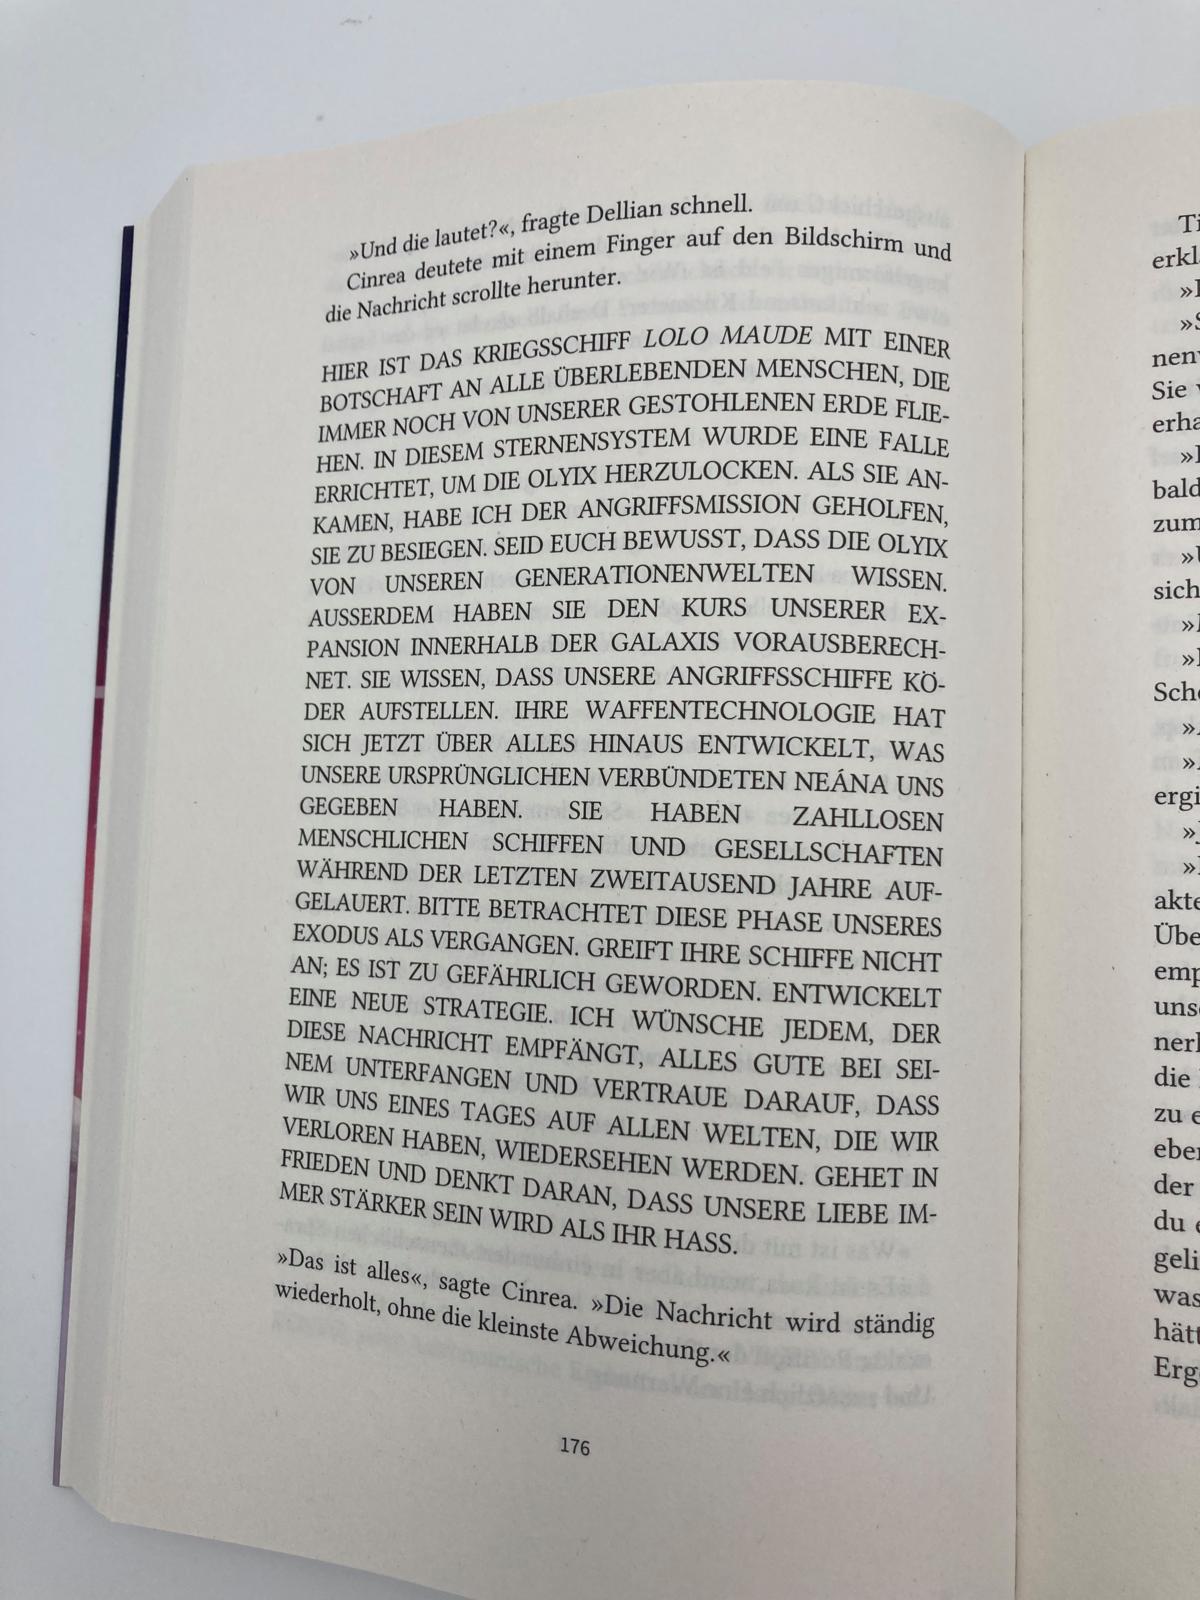 »Und die lautet?«, fragte Dellian schnell.
Cinrea deutete mit einem Finger auf den Bildschirm und
die Nachricht scrollte herunter.
HIER IST DAS KRIEGSSCHIFF LOLO MAUDE MIT EINER
BOTSCHAFT AN ALLE ÜBERLEBENDEN MENSCHEN, DIE
IMMER NOCH VON UNSERER GESTOHLENEN ERDE FLIE-
HEN. IN DIESEM STERNENSYSTEM WURDE EINE FALLE
ERRICHTET, UM DIE OLYIX HERZULOCKEN. ALS SIE AN-
KAMEN, HABE ICH DER ANGRIFFSMISSION GEHOLFEN,
SIE ZU BESIEGEN. SEID EUCH BEWUSST, DASS DIE OLYIX
VON UNSEREN GENERATIONENWELTEN WISSEN.
AUSSERDEM HABEN SIE DEN KURS UNSERER EX-
PANSION INNERHALB DER GALAXIS VORAUSBERECH-
NET. SIE WISSEN, DASS UNSERE ANGRIFFSSCHIFFE KÖ-
DER AUFSTELLEN. IHRE WAFFENTECHNOLOGIE HAT
SICH JETZT ÜBER ALLES HINAUS ENTWICKELT, WAS
UNSERE URSPRÜNGLICHEN VERBÜNDETEN NEÁNA UNS
GEGEBEN HABEN. SIE HABEN ZAHLLOSEN
MENSCHLICHEN SCHIFFEN UND GESELLSCHAFTEN
WÄHREND DER LETZTEN ZWEITAUSEND JAHRE AUF-
GELAUERT. BITTE BETRACHTET DIESE PHASE UNSERES
EXODUS ALS VERGANGEN. GREIFT IHRE SCHIFFE NICHT
AN; ES IST ZU GEFÄHRLICH GEWORDEN. ENTWICKELT
EINE NEUE STRATEGIE. ICH WÜNSCHE JEDEM, DER
DIESE NACHRICHT EMPFÄNGT, ALLES GUTE BEI SEI-
NEM UNTERFANGEN UND VERTRAUE DARAUF, DASS
WIR UNS EINES TAGES AUF ALLEN WELTEN, DIE WIR
VERLOREN HABEN, WIEDERSEHEN WERDEN. GEHET IN
FRIEDEN UND DENKT DARAN, DASS UNSERE LIEBE IM-
MER STÄRKER SEIN WIRD ALS IHR HASS.
»Das ist alles«, sagte Cinrea. »Die Nachricht wird ständig
wiederholt, ohne die kleinste Abweichung.«
176
Sie
bald
zum
sich
akte
uns
die
zu
der
du
was